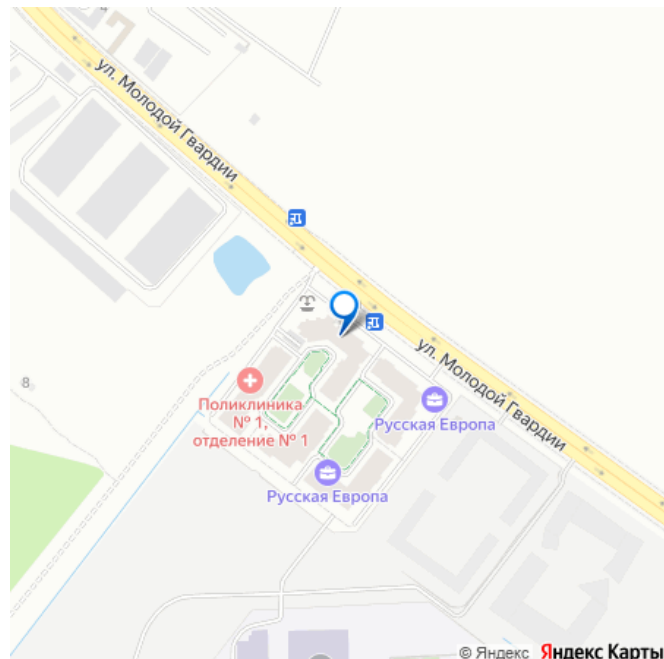 ул. Молодой Гвардии
ул. Молодой Гвардии
8
Поликлиника
№ 1,
отделение № 1
Русская Европа
Русская Европа
© Яндекс Яндекс Карты